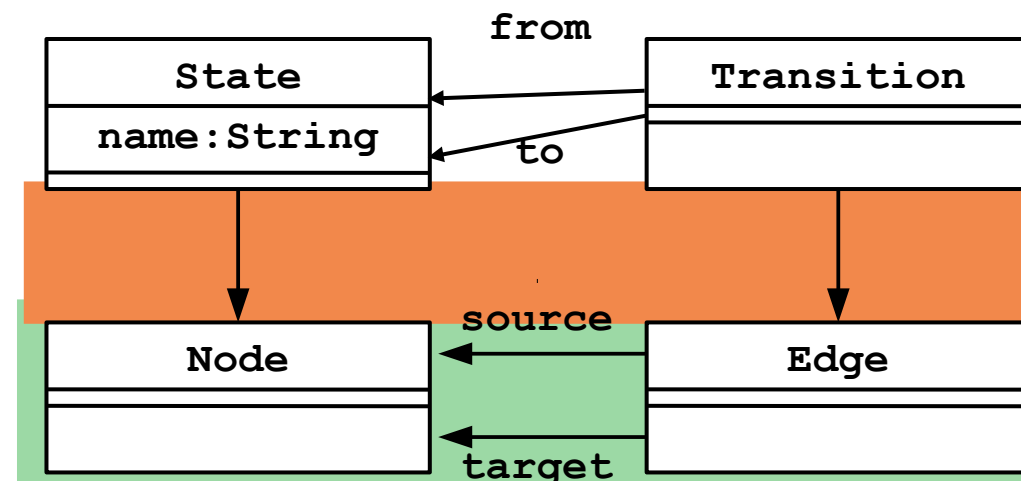 from
State
Transition
name:String
to
source
Node
Edge
target